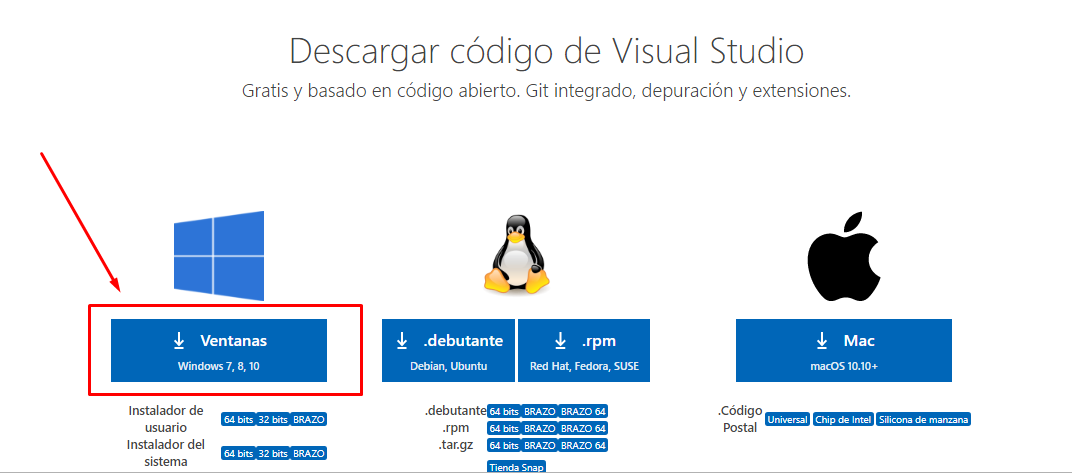 Descargar código de Visual Studio
Gratis y basado en código abierto. Git integrado, depuración y extensiones.
Ventanas
Windows 7, 8, 10
.debutante
Debian, Ubuntu
.rpm
Red Hat, Fedora, SUSE
Mac
macOS 10.10+
Instalador de
usuario
64 bits 32 bits BRAZO
Instalador del
sistema
64 bits 32 bits BRAZO
.debutante 64 bits BRAZO BRAZO 64
.rpm 64 bits BRAZO BRAZO 64
.tar.gz 64 bits BRAZO BRAZO 64
Tienda Snap
.Código
Postal
Universal Chip de Intel Silicona de manzana